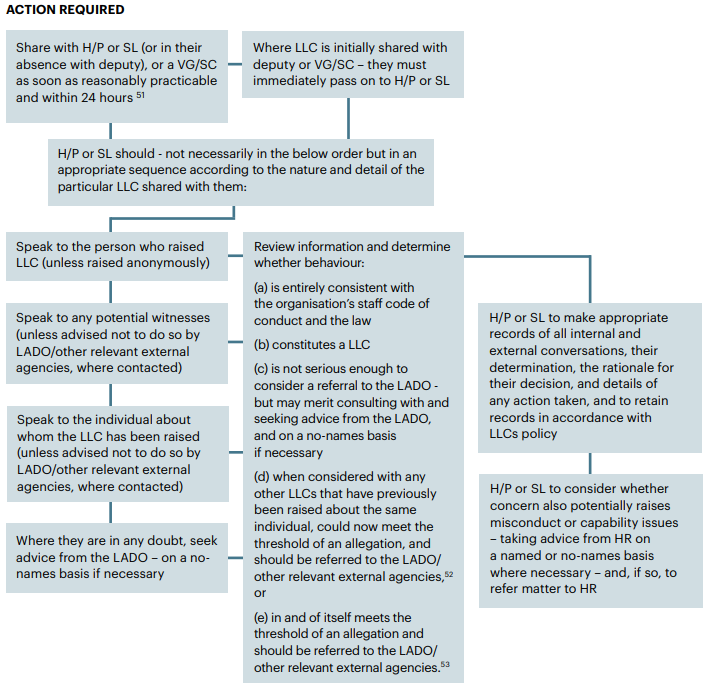 ACTION REQUIRED
Share with H/P or SL (or in their
absence with deputy), or a VG/SC
as soon as reasonably practicable
and within 24 hours 51
Where LLC is initially shared with
deputy or VG/SC – they must
immediately pass on to H/P or SL
H/P or SL should - not necessarily in the below order but in an
appropriate sequence according to the nature and detail of the
particular LLC shared with them:
Speak to the person who raised
LLC (unless raised anonymously)
Speak to any potential witnesses
(unless advised not to do so by
LADO/other relevant external
agencies, where contacted)
Speak to the individual about
whom the LLC has been raised
(unless advised not to do so by
LADO/other relevant external
agencies, where contacted)
Where they are in any doubt, seek
advice from the LADO – on a no-
names basis if necessary
Review information and determine
whether behaviour:
(a) is entirely consistent with
the organisation's staff code of
conduct and the law
(b) constitutes a LLC
(c) is not serious enough to
consider a referral to the LADO -
but may merit consulting with and
seeking advice from the LADO,
and on a no-names basis
if necessary
(d) when considered with any
other LLCs that have previously
been raised about the same
individual, could now meet the
threshold of an allegation, and
should be referred to the LADO/
other relevant external agencies,52
or
(e) in and of itself meets the
threshold of an allegation and
should be referred to the LADO/
other relevant external agencies.53
H/P or SL to make appropriate
records of all internal and
external conversations, their
determination, the rationale for
their decision, and details of
any action taken, and to retain
records in accordance with
LLCs policy
H/P or SL to consider whether
concern also potentially raises
misconduct or capability issues
– taking advice from HR on
a named or no-names basis
where necessary – and, if so, to
refer matter to HR